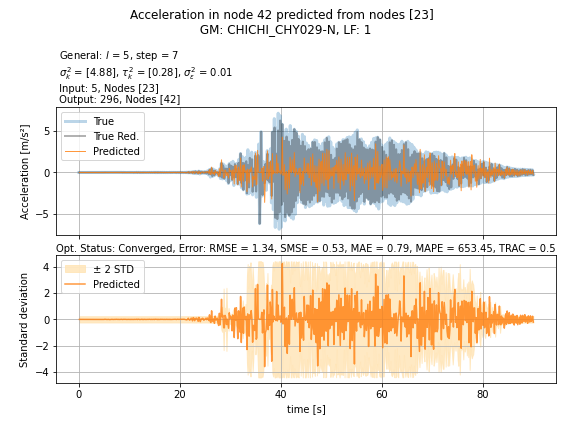 Acceleration in node 42 predicted from nodes [23]
GM: CHICHI_CHY029-N, LF: 1
General: l = 5, step = 7
σ²ₖ = [4.88], τ²ₖ = [0.28], σ²ε = 0.01
Input: 5, Nodes [23]
Output: 296, Nodes [42]
True
True Red.
Predicted
5
0
−5
Acceleration [m/s²]
Opt. Status: Converged, Error: RMSE = 1.34, SMSE = 0.53, MAE = 0.79, MAPE = 653.45, TRAC = 0.5
± 2 STD
Predicted
4
2
0
−2
−4
Standard deviation
0 20 40 60 80
time [s]